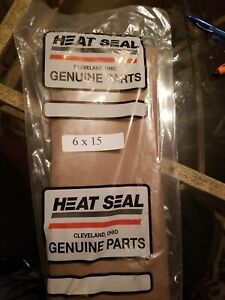 HEAT SEAL
CLEVELAND, OHIO
GENUINE PARTS
6 x 15
HEAT SEAL
CLEVELAND, OHIO
GENUINE PARTS